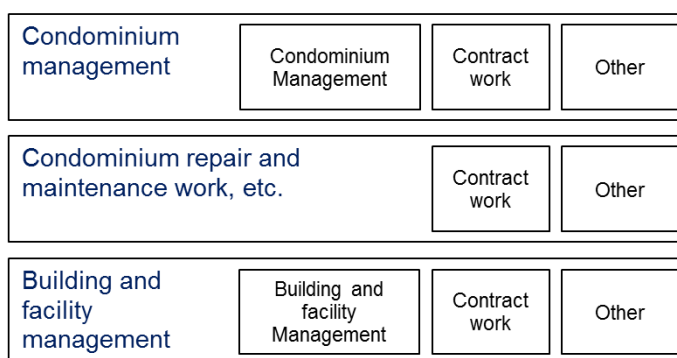 Condominium
management
Condominium
Management
Contract
work
Other
Condominium repair and
maintenance work, etc.
Contract
work
Other
Building and
facility
management
Building and
facility
Management
Contract
work
Other